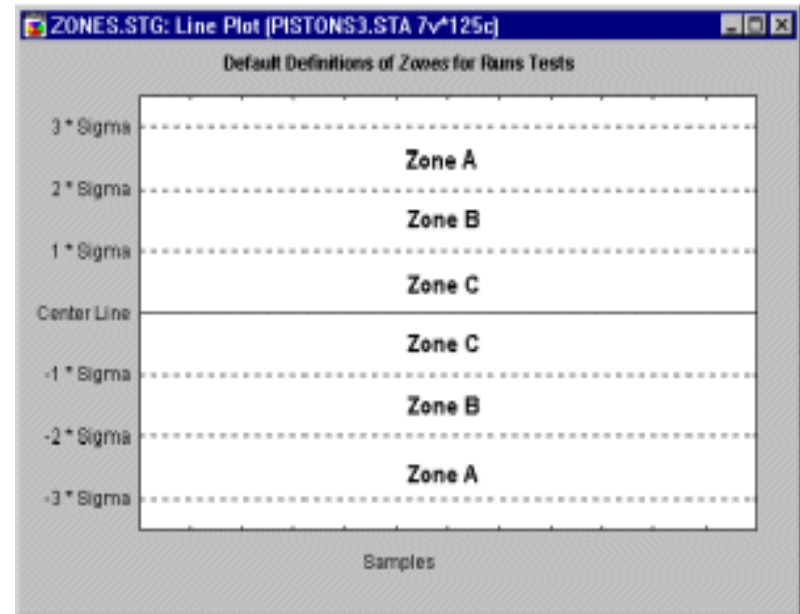 ZONES.STG: Line Plot (PISTONS3.STA 7v*125c)
Default Definitions of Zones for Runs Tests
3 * Sigma
Zone A
2 * Sigma
Zone B
1 * Sigma
Zone C
Center Line
Zone C
-1 * Sigma
Zone B
-2 * Sigma
Zone A
-3 * Sigma
Samples